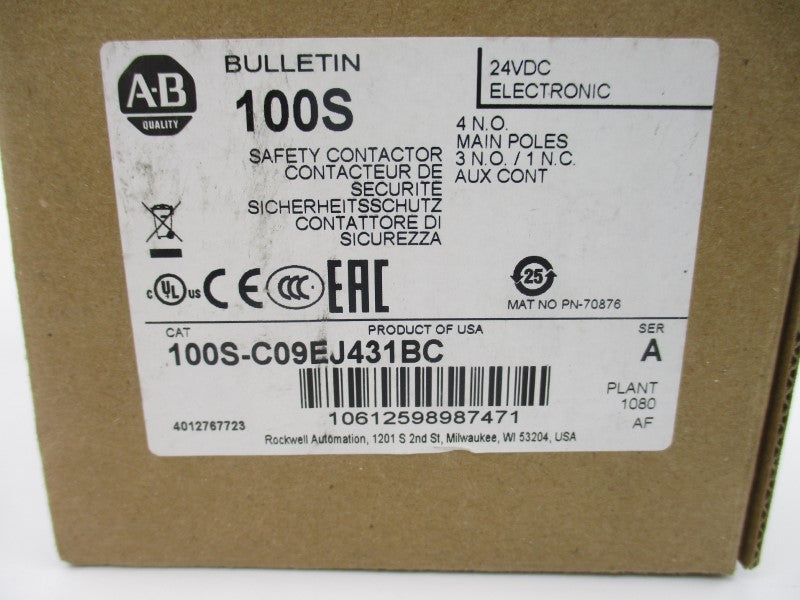 A-B
QUALITY
BULLETIN
100S
SAFETY CONTACTOR
CONTACTEUR DE
SECURITE
SICHERHEITSSCHUTZ
CONTATTORE DI
SICUREZZA
24VDC
ELECTRONIC
4 N.O.
MAIN POLES
3 N.O. / 1 N.C.
AUX CONT
c UL us CE CCC EAC
25
MAT NO PN-70876
CAT
PRODUCT OF USA
SER
100S-C09EJ431BC
A
10612598987471
PLANT
1080
AF
4012767723
Rockwell Automation, 1201 S 2nd St, Milwaukee, WI 53204, USA